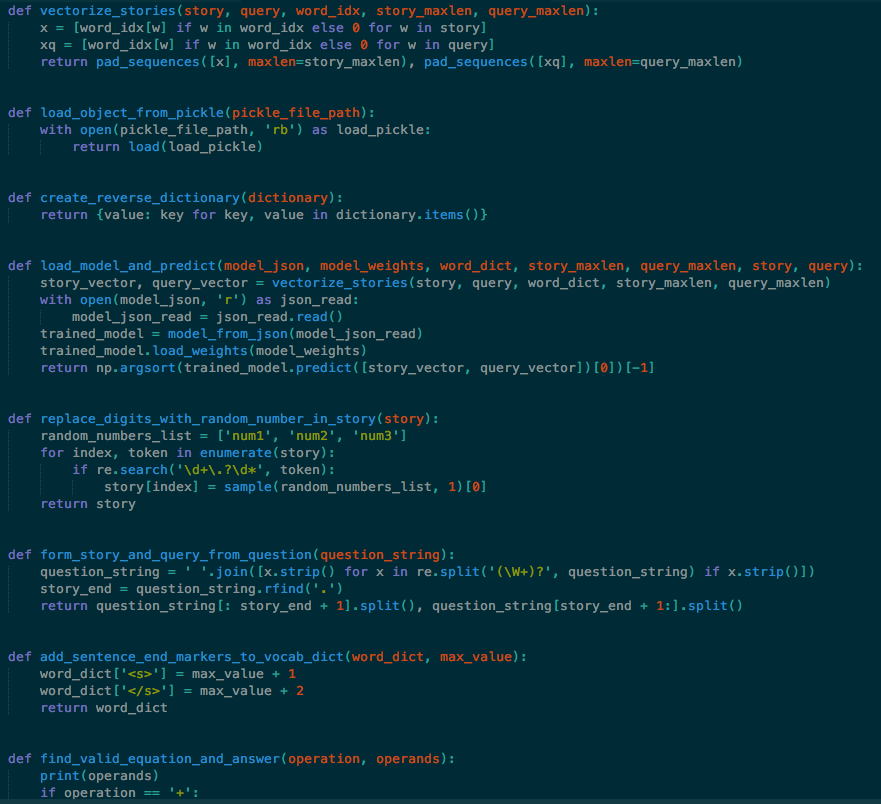 def vectorize_stories(story, query, word_idx, story_maxlen, query_maxlen):
    x = [word_idx[w] if w in word_idx else 0 for w in story]
    xq = [word_idx[w] if w in word_idx else 0 for w in query]
    return pad_sequences([x], maxlen=story_maxlen), pad_sequences([xq], maxlen=query_maxlen)
def load_object_from_pickle(pickle_file_path):
    with open(pickle_file_path, 'rb') as load_pickle:
        return load(load_pickle)
def create_reverse_dictionary(dictionary):
    return {value: key for key, value in dictionary.items()}
def load_model_and_predict(model_json, model_weights, word_dict, story_maxlen, query_maxlen, story, query):
    story_vector, query_vector = vectorize_stories(story, query, word_dict, story_maxlen, query_maxlen)
    with open(model_json, 'r') as json_read:
        model_json_read = json_read.read()
    trained_model = model_from_json(model_json_read)
    trained_model.load_weights(model_weights)
    return np.argsort(trained_model.predict([story_vector, query_vector])[0])[-1]
def replace_digits_with_random_number_in_story(story):
    random_numbers_list = ['num1', 'num2', 'num3']
    for index, token in enumerate(story):
        if re.search('\d+\.?\d*', token):
            story[index] = sample(random_numbers_list, 1)[0]
    return story
def form_story_and_query_from_question(question_string):
    question_string = ' '.join([x.strip() for x in re.split('(\W+)?', question_string) if x.strip()])
    story_end = question_string.rfind('.')
    return question_string[: story_end + 1].split(), question_string[story_end + 1:].split()
def add_sentence_end_markers_to_vocab_dict(word_dict, max_value):
    word_dict['<s>'] = max_value + 1
    word_dict['</s>'] = max_value + 2
    return word_dict
def find_valid_equation_and_answer(operation, operands):
    print(operands)
    if operation == '+':